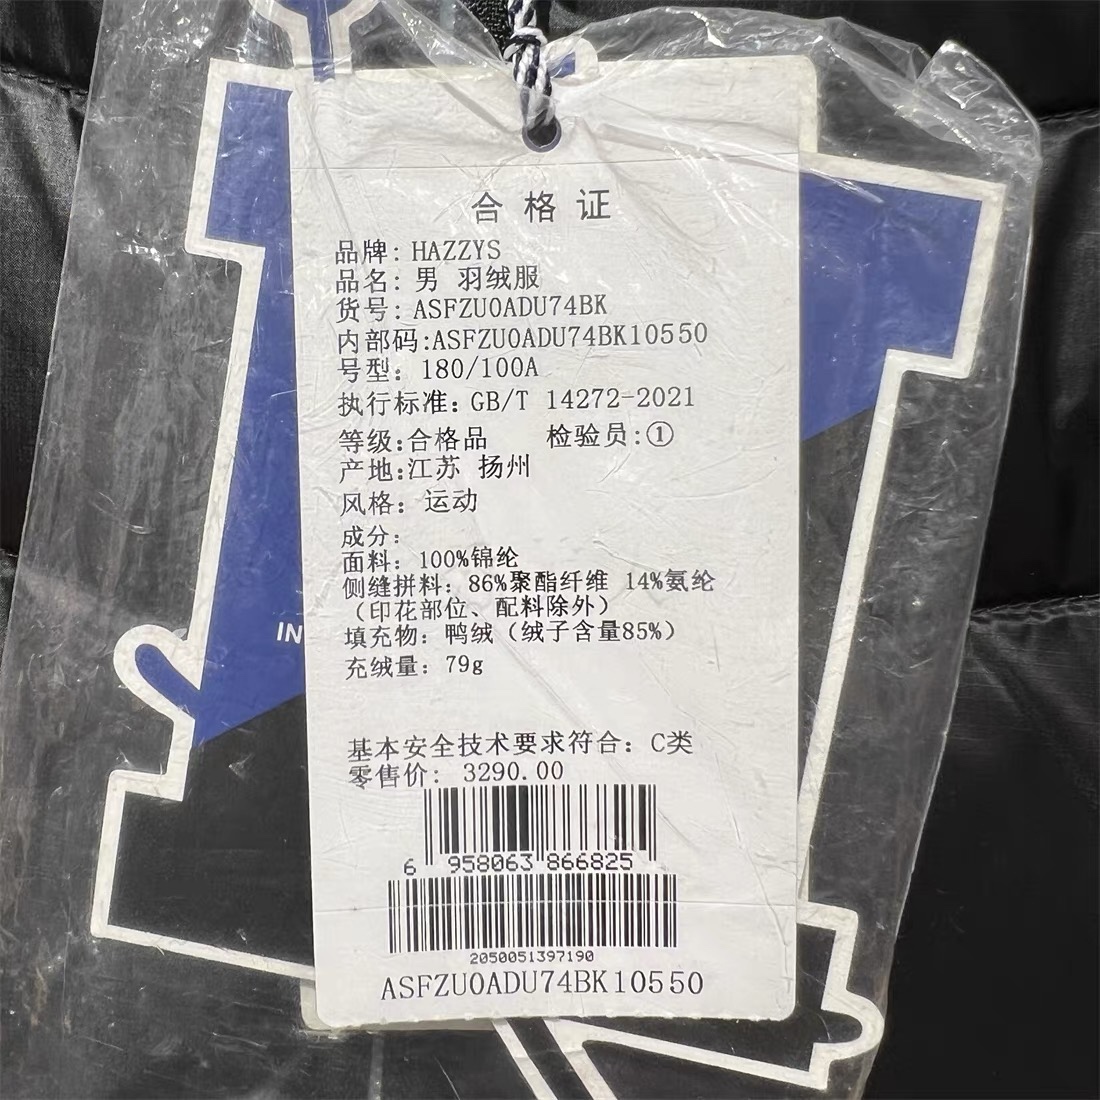 合格证
品牌: HAZZYS
品名: 男 羽绒服
货号: ASFZU0ADU74BK
内部码:ASFZU0ADU74BK10550
号型: 180/100A
执行标准: GB/T 14272-2021
等级:合格品 检验员:①
产地:江苏 扬州
风格: 运动
成分:
面料: 100%锦纶
侧缝拼料: 86%聚酯纤维 14%氨纶
(印花部位、配料除外)
填充物: 鸭绒(绒子含量85%)
充绒量: 79g
IN
基本安全技术要求符合: C类
零售价: 3290.00
6 958063 866825
2050051397190
ASFZU0ADU74BK10550